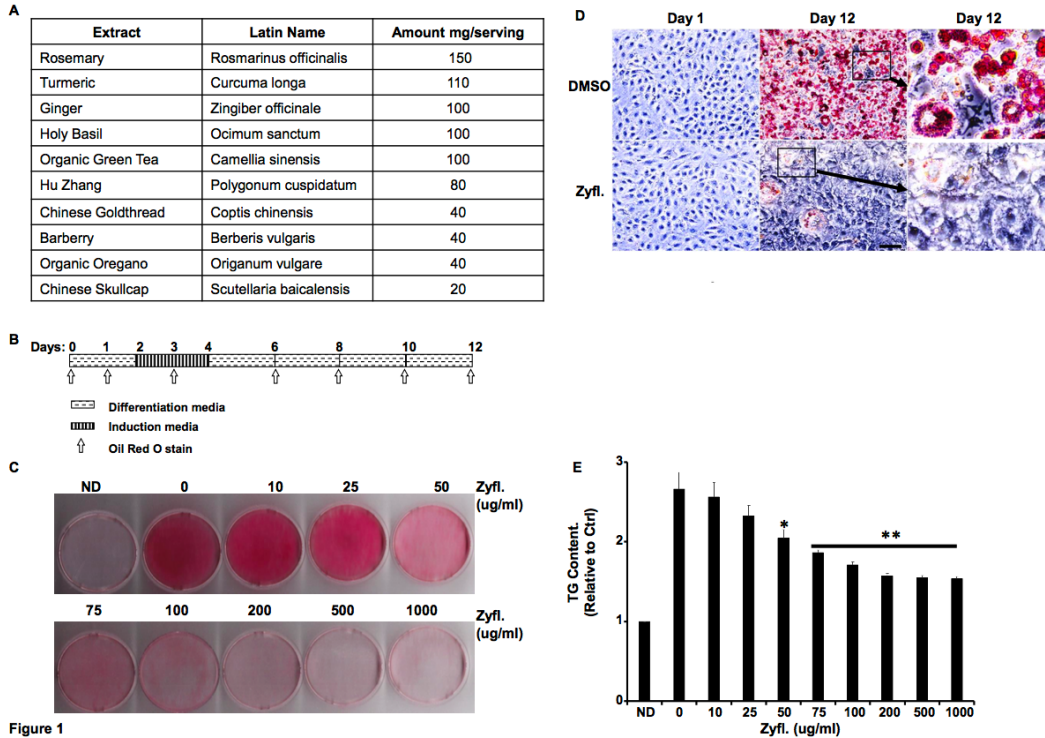 A
Extract Latin Name Amount mg/serving
Rosemary Rosmarinus officinalis 150
Turmeric Curcuma longa 110
Ginger Zingiber officinale 100
Holy Basil Ocimum sanctum 100
Organic Green Tea Camellia sinensis 100
Hu Zhang Polygonum cuspidatum 80
Chinese Goldthread Coptis chinensis 40
Barberry Berberis vulgaris 40
Organic Oregano Origanum vulgare 40
Chinese Skullcap Scutellaria baicalensis 20
B
Days: 0 1 2 3 4 6 8 10 12
Differentiation media
Induction media
Oil Red O stain
C
ND 0 10 25 50 Zyfl.
(ug/ml)
75 100 200 500 1000 Zyfl.
(ug/ml)
Figure 1
D
Day 1 Day 12 Day 12
DMSO
Zyfl.
E
TG Content
(Relative to Ctrl)
3
2
1
0
*
**
ND 0 10 25 50 75 100 200 500 1000
Zyfl. (ug/ml)